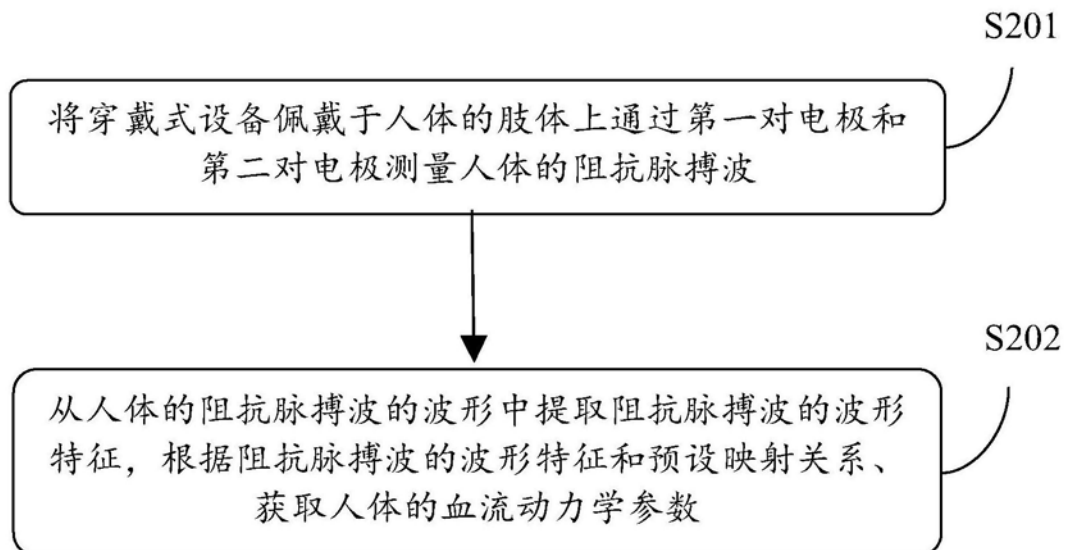 S201
将穿戴式设备佩戴于人体的肢体上通过第一对电极和
第二对电极测量人体的阻抗脉搏波
S202
从人体的阻抗脉搏波的波形中提取阻抗脉搏波的波形
特征，根据阻抗脉搏波的波形特征和预设映射关系、
获取人体的血流动力学参数